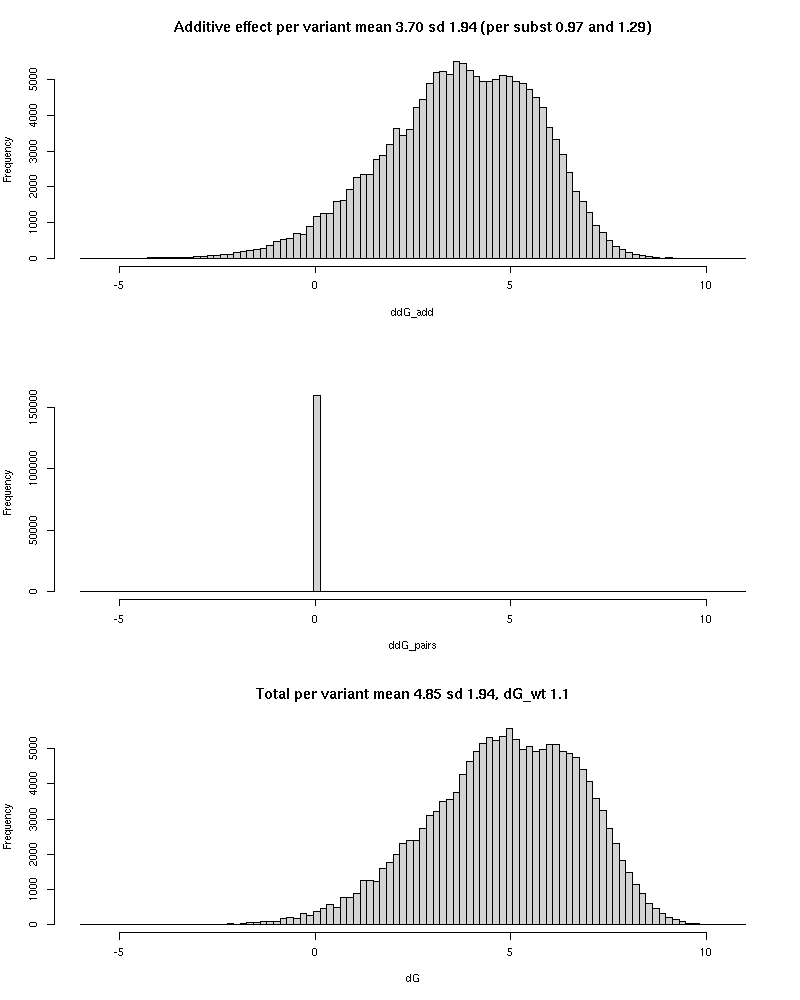 Additive effect per variant mean 3.70 sd 1.94 (per subst 0.97 and 1.29)
Frequency
5000
4000
3000
2000
1000
0
-5 0 5 10
ddG_add
Frequency
150000
100000
50000
0
-5 0 5 10
ddG_pairs
Total per variant mean 4.85 sd 1.94, dG_wt 1.1
Frequency
5000
4000
3000
2000
1000
0
-5 0 5 10
dG